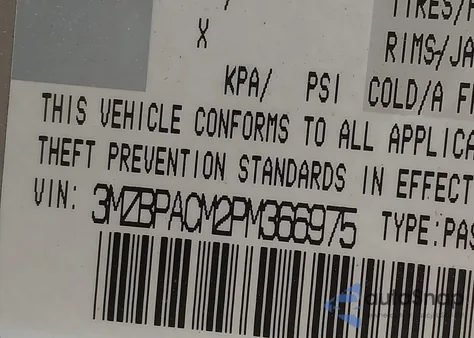 TIRES/
X
RIMS/JA
KPA/ PSI COLD/A F
THIS VEHICLE CONFORMS TO ALL APPLICA
THEFT PREVENTION STANDARDS IN EFFECT
VIN: 3MZBPACM2PM366975 TYPE:PAS
autoSnap